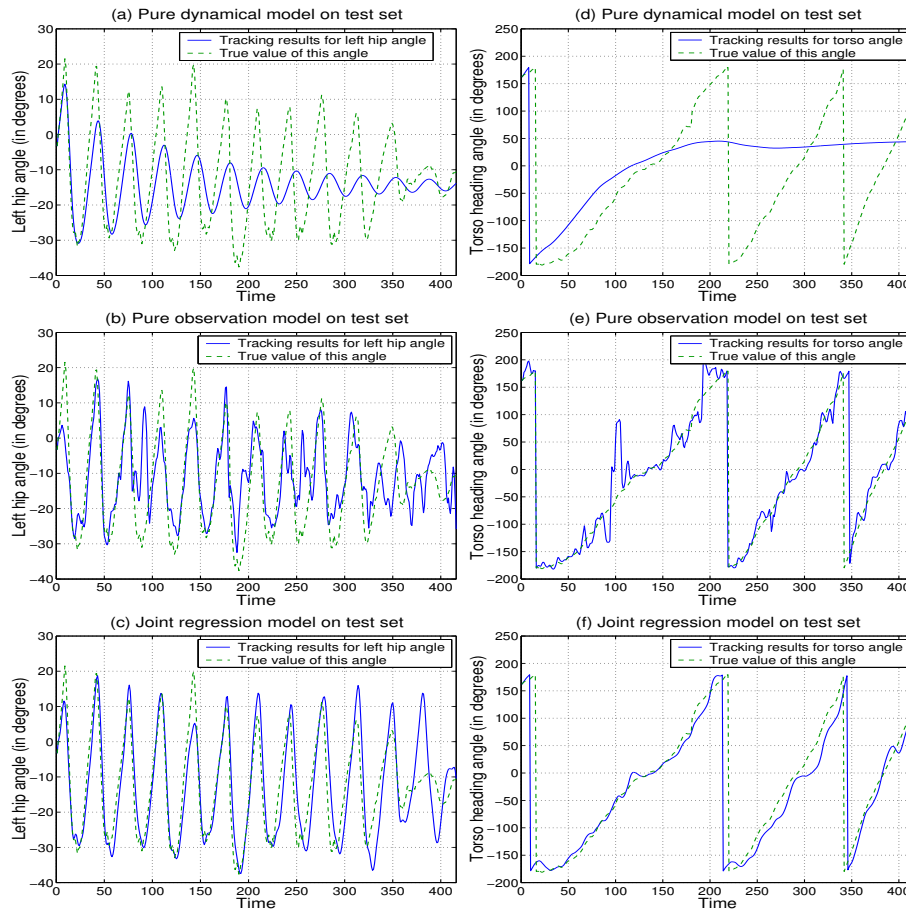 (a) Pure dynamical model on test set
Tracking results for left hip angle
True value of this angle
Left hip angle (in degrees)
30
20
10
0
−10
−20
−30
−40
0 50 100 150 200 250 300 350 400
Time
(d) Pure dynamical model on test set
Tracking results for torso angle
True value of this angle
Torso heading angle (in degrees)
250
200
150
100
50
0
−50
−100
−150
−200
0 50 100 150 200 250 300 350 400
Time
(b) Pure observation model on test set
Tracking results for left hip angle
True value of this angle
Left hip angle (in degrees)
30
20
10
0
−10
−20
−30
−40
0 50 100 150 200 250 300 350 400
Time
(e) Pure observation model on test set
Tracking results for torso angle
True value of this angle
Torso heading angle (in degrees)
250
200
150
100
50
0
−50
−100
−150
−200
0 50 100 150 200 250 300 350 400
Time
(c) Joint regression model on test set
Tracking results for left hip angle
True value of this angle
Left hip angle (in degrees)
30
20
10
0
−10
−20
−30
−40
0 50 100 150 200 250 300 350 400
Time
(f) Joint regression model on test set
Tracking results for torso angle
True value of this angle
Torso heading angle (in degrees)
250
200
150
100
50
0
−50
−100
−150
−200
0 50 100 150 200 250 300 350 400
Time